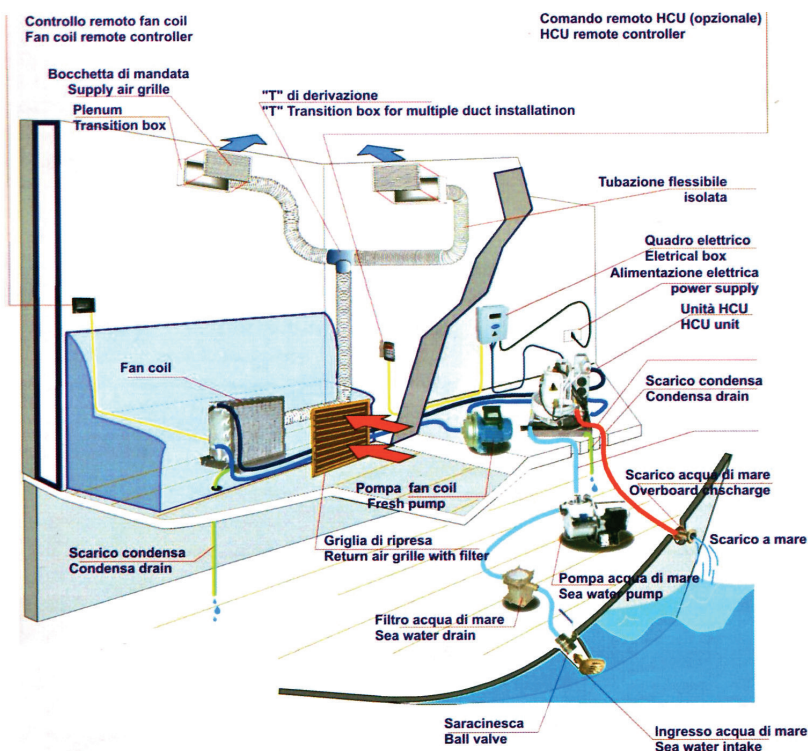 Controllo remoto fan coil
Fan coil remote controller
Comando remoto HCU (opzionale)
HCU remote controller
Bocchetta di mandata
Supply air grille
Plenum
Transition box
"T" di derivazione
"T" Transition box for multiple duct installatinon
Tubazione flessibile
isolata
Quadro elettrico
Eletrical box
Alimentazione elettrica
power supply
Unità HCU
HCU unit
Fan coil
Scarico condensa
Condensa drain
Scarico acqua di mare
Overboard chscharge
Pompa fan coil
Fresh pump
Scarico a mare
Griglia di ripresa
Return air grille with filter
Scarico condensa
Condensa drain
Pompa acqua di mare
Sea water pump
Filtro acqua di mare
Sea water drain
Saracinesca
Ball valve
Ingresso acqua di mare
Sea water intake